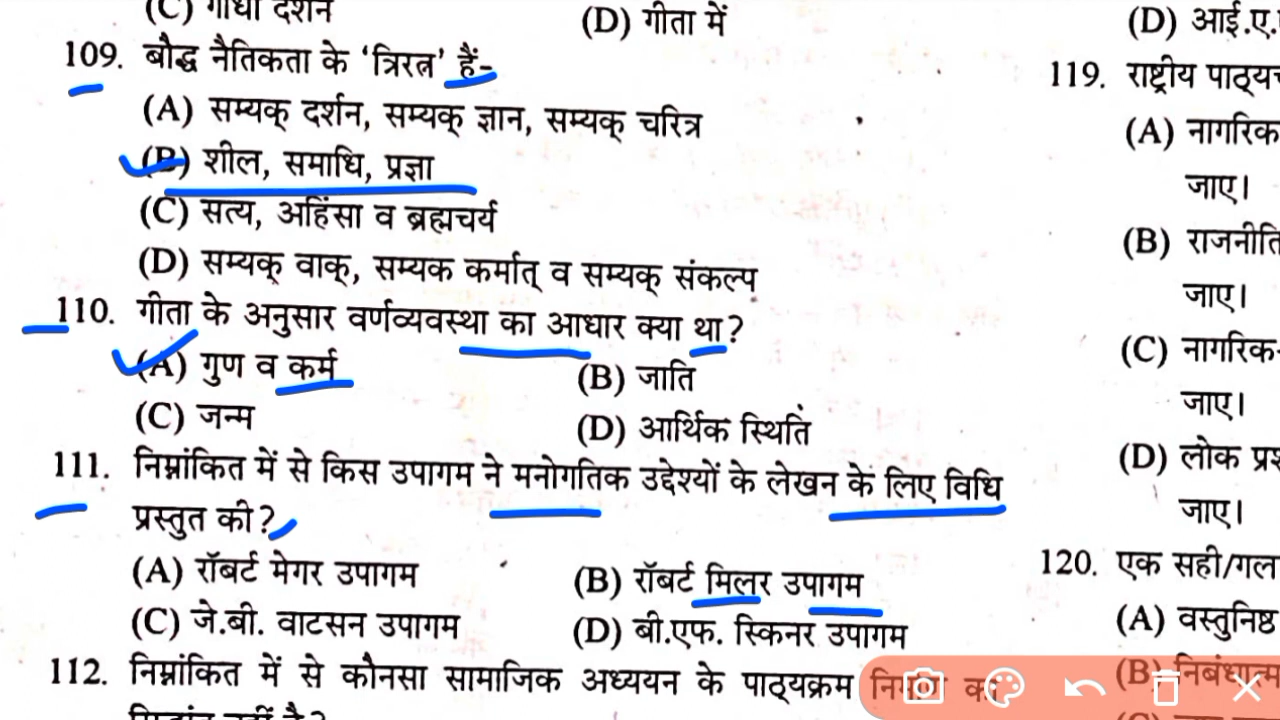 (C) गांधी दर्शन
(D) गीता में
109. बौद्ध नैतिकता के ‘त्रिरत्न’ हैं-
(A) सम्यक् दर्शन, सम्यक् ज्ञान, सम्यक् चरित्र
(B) शील, समाधि, प्रज्ञा
(C) सत्य, अहिंसा व ब्रह्मचर्य
(D) सम्यक् वाक्, सम्यक कर्मात् व सम्यक् संकल्प
110. गीता के अनुसार वर्णव्यवस्था का आधार क्या था?
(A) गुण व कर्म
(B) जाति
(C) जन्म
(D) आर्थिक स्थिति
111. निम्नांकित में से किस उपागम ने मनोगतिक उद्देश्यों के लेखन के लिए विधि
प्रस्तुत की?
(A) रॉबर्ट मेगर उपागम
(B) रॉबर्ट मिलर उपागम
(C) जे.बी. वाटसन उपागम
(D) बी.एफ. स्किनर उपागम
112. निम्नांकित में से कौनसा सामाजिक अध्ययन के पाठ्यक्रम निर्माण का
(D) आई.ए.
119. राष्ट्रीय
(A) नागरिक
जाए।
(B) राजनीति
जाए।
(C) नागरिक
जाए।
(D) लोक
जाए।
120. एक सही/गल
(A) वस्तुनिष्ठ
(B)